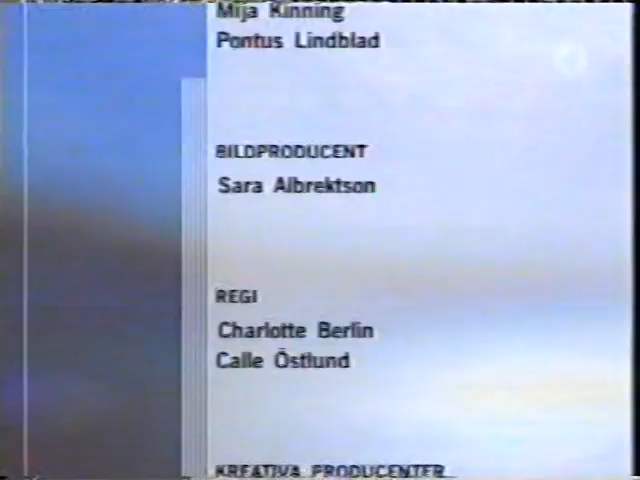 Mija Kinning
Pontus Lindblad
BILDPRODUCENT
Sara Albrektson
REGI
Charlotte Berlin
Calle Östlund
KREATIVA PRODUCENTER